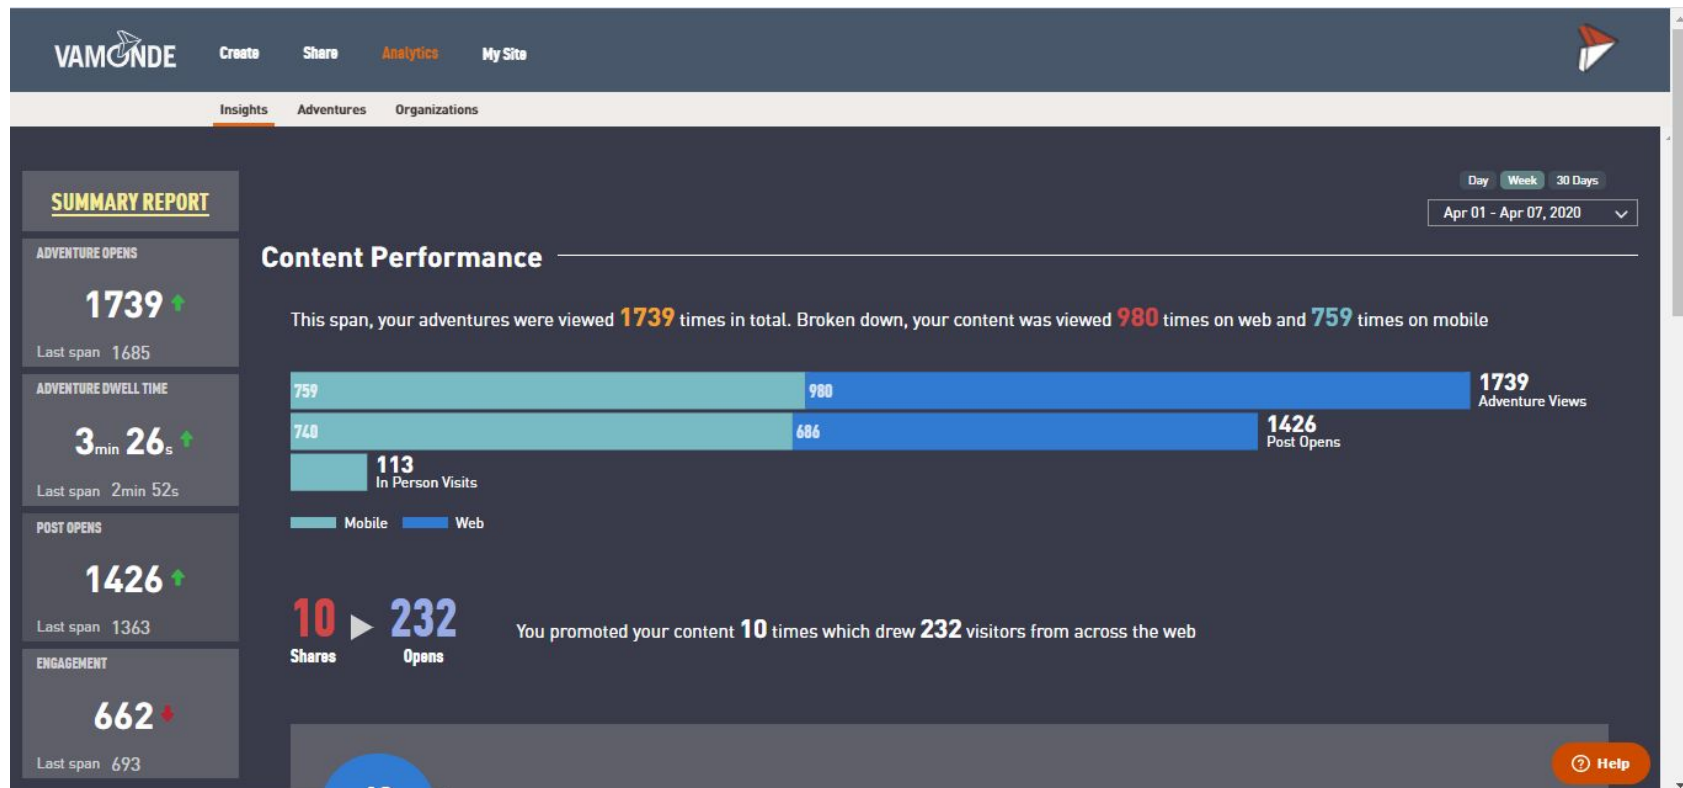 VAMONDE Create Share Analytics My Site
Insights Adventures Organizations
SUMMARY REPORT
Day Week 30 Days
Apr 01 - Apr 07, 2020
ADVENTURE OPENS
1739
Last span 1685
ADVENTURE DWELL TIME
3min 26s
Last span 2min 52s
POST OPENS
1426
Last span 1363
ENGAGEMENT
662
Last span 693
Content Performance
This span, your adventures were viewed 1739 times in total. Broken down, your content was viewed 980 times on web and 759 times on mobile
759 980 1739
Adventure Views
740 686 1426
Post Opens
113
In Person Visits
Mobile Web
10 232
Shares Opens
You promoted your content 10 times which drew 232 visitors from across the web
Help